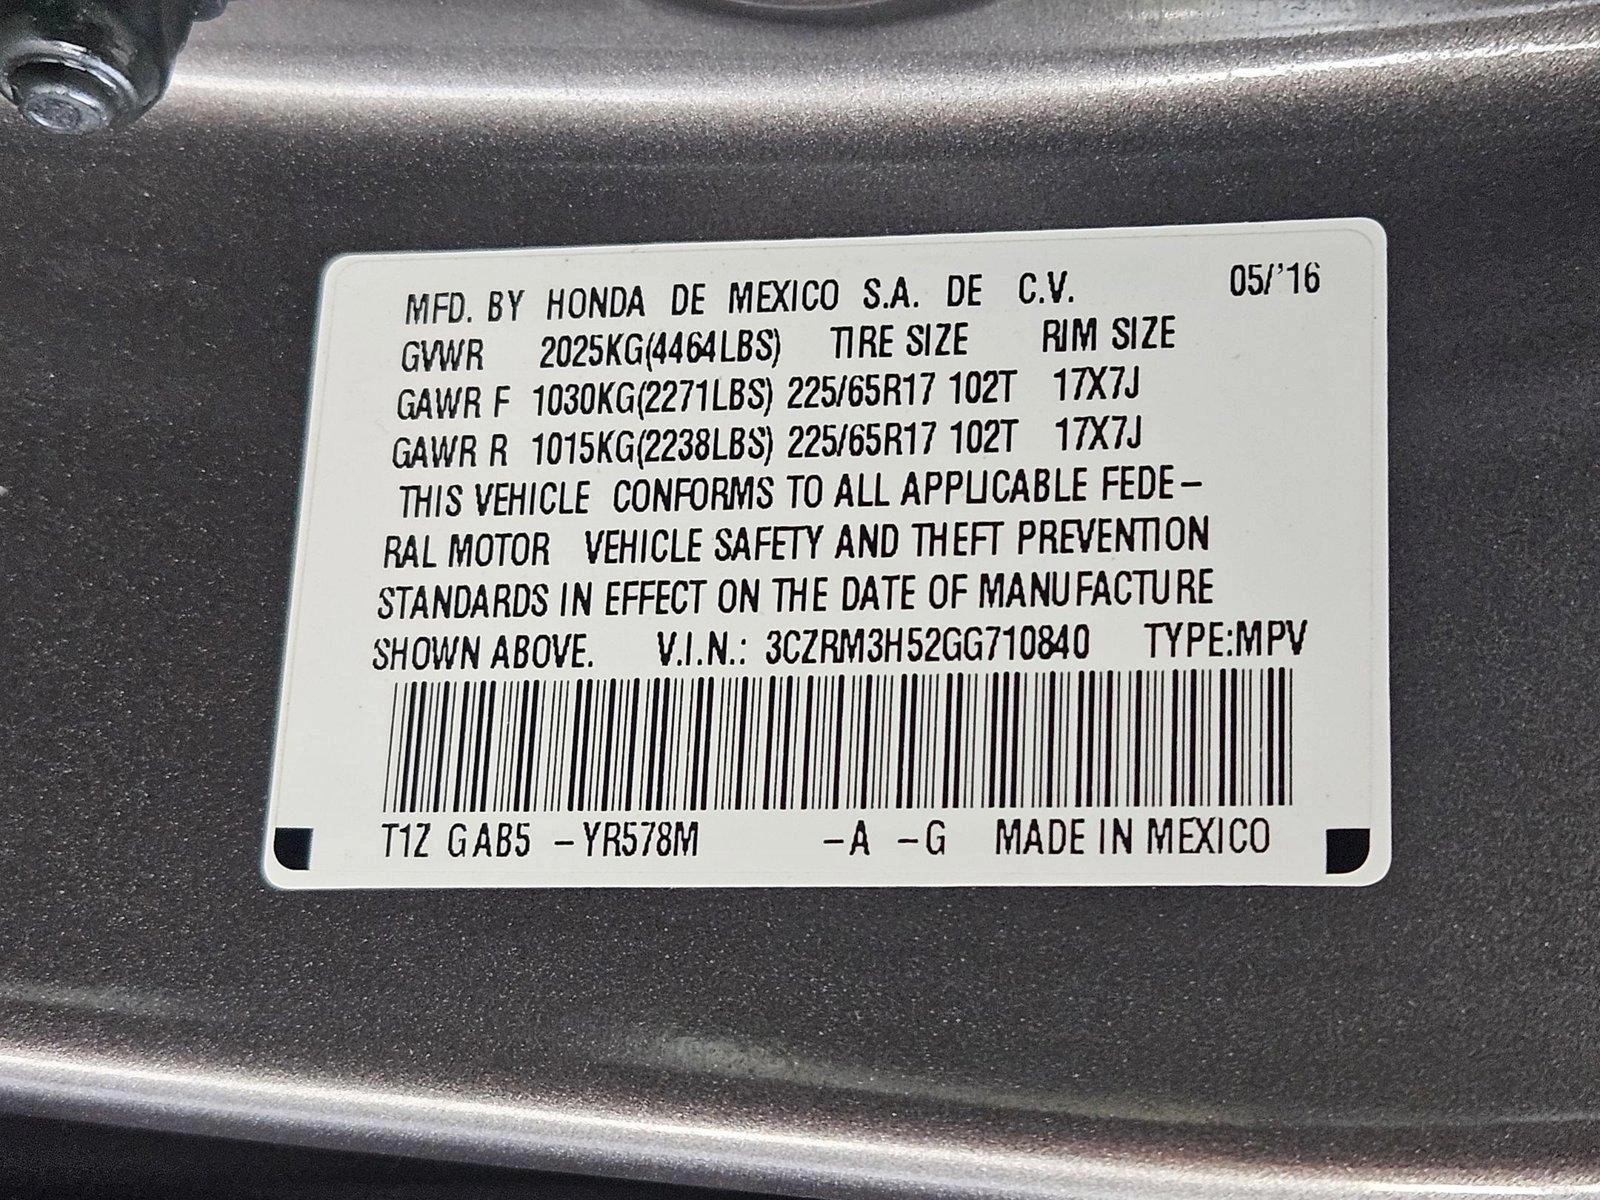 MFD. BY HONDA DE MEXICO S.A. DE C.V. 05/'16
GVWR 2025KG(4464LBS) TIRE SIZE RIM SIZE
GAWR F 1030KG(2271LBS) 225/65R17 102T 17X7J
GAWR R 1015KG(2238LBS) 225/65R17 102T 17X7J
THIS VEHICLE CONFORMS TO ALL APPLICABLE FEDE-
RAL MOTOR VEHICLE SAFETY AND THEFT PREVENTION
STANDARDS IN EFFECT ON THE DATE OF MANUFACTURE
SHOWN ABOVE. V.I.N.: 3CZRM3H52GG710840 TYPE:MPV
T1Z GAB5 -YR578M -A -G MADE IN MEXICO